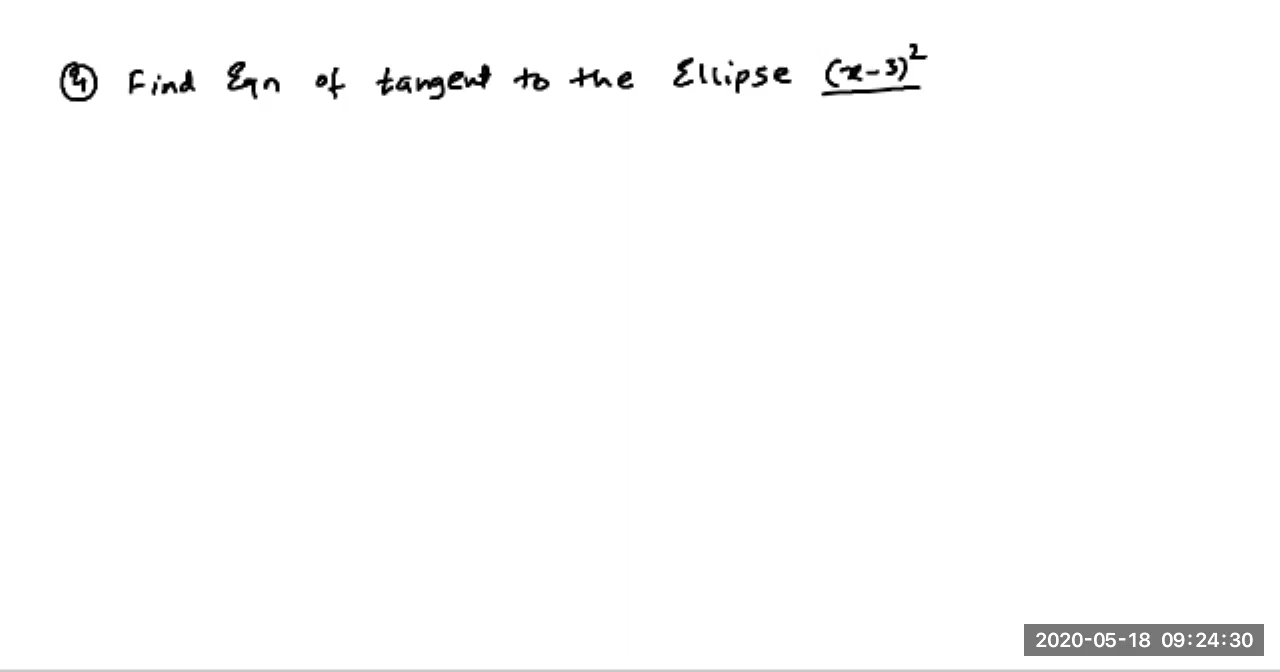 ④ Find Eqn of tangent to the Ellipse (x-3)²
2020-05-18 09:24:30